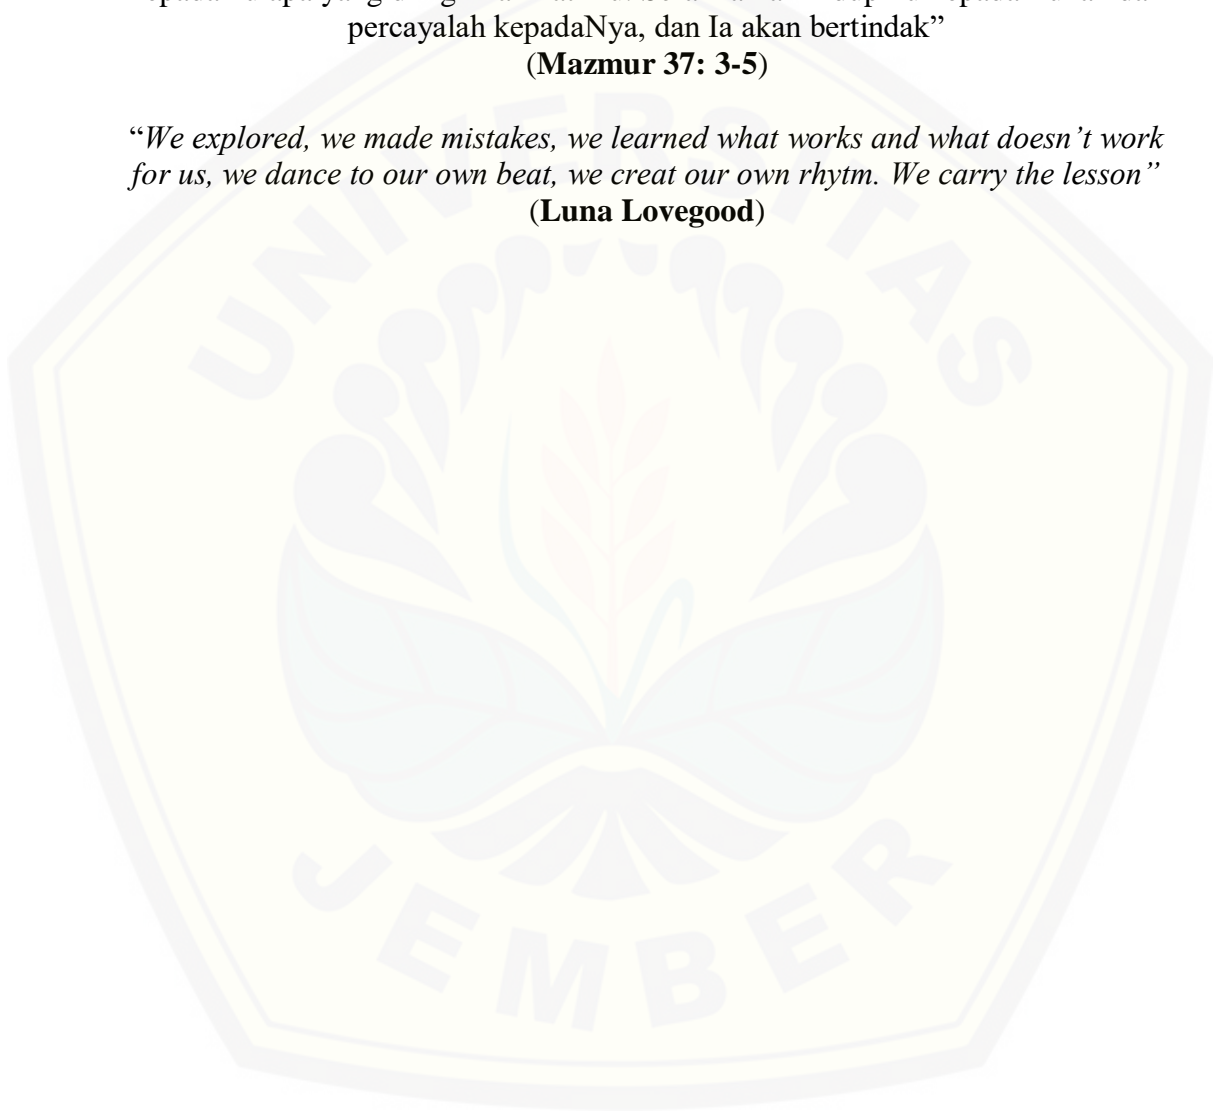 percayalah kepadaNya, dan Ia akan bertindak”
(Mazmur 37: 3-5)
“We explored, we made mistakes, we learned what works and what doesn’t work
for us, we dance to our own beat, we creat our own rhytm. We carry the lesson”
(Luna Lovegood)
UNIVERSITAS
JEMBER